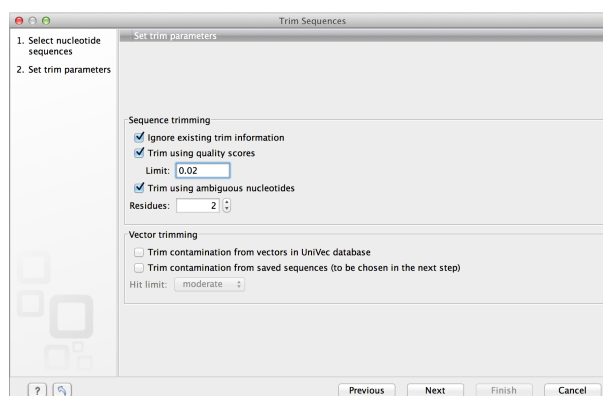 Trim Sequences
1. Select nucleotide
sequences
2. Set trim parameters
Set trim parameters
Sequence trimming
Ignore existing trim information
Trim using quality scores
Limit: 0.02
Trim using ambiguous nucleotides
Residues: 2
Vector trimming
Trim contamination from vectors in UniVec database
Trim contamination from saved sequences (to be chosen in the next step)
Hit limit: moderate
? Previous Next Finish Cancel